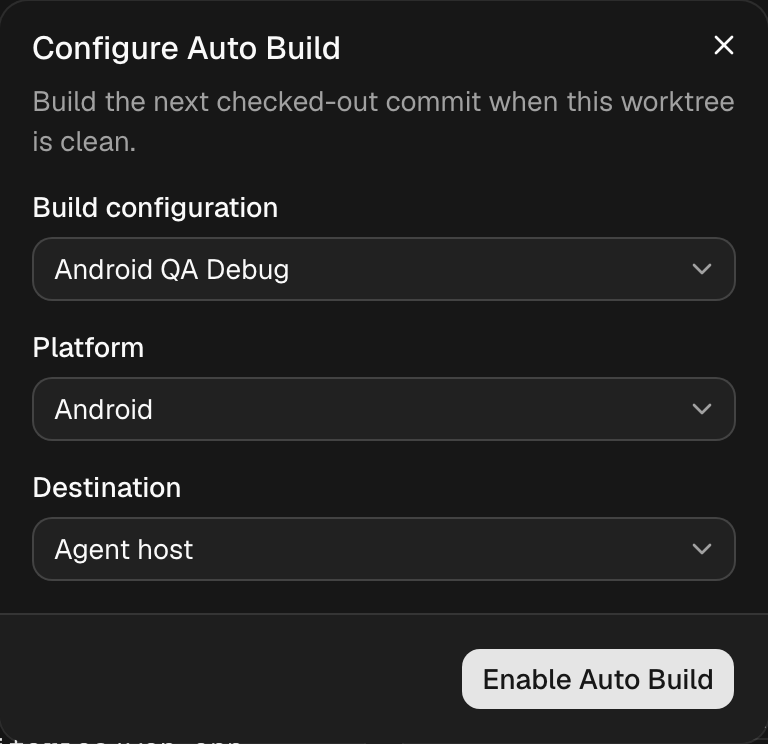 Configure Auto Build
Build the next checked-out commit when this worktree
is clean.
Build configuration
Android QA Debug
Platform
Android
Destination
Agent host
Enable Auto Build